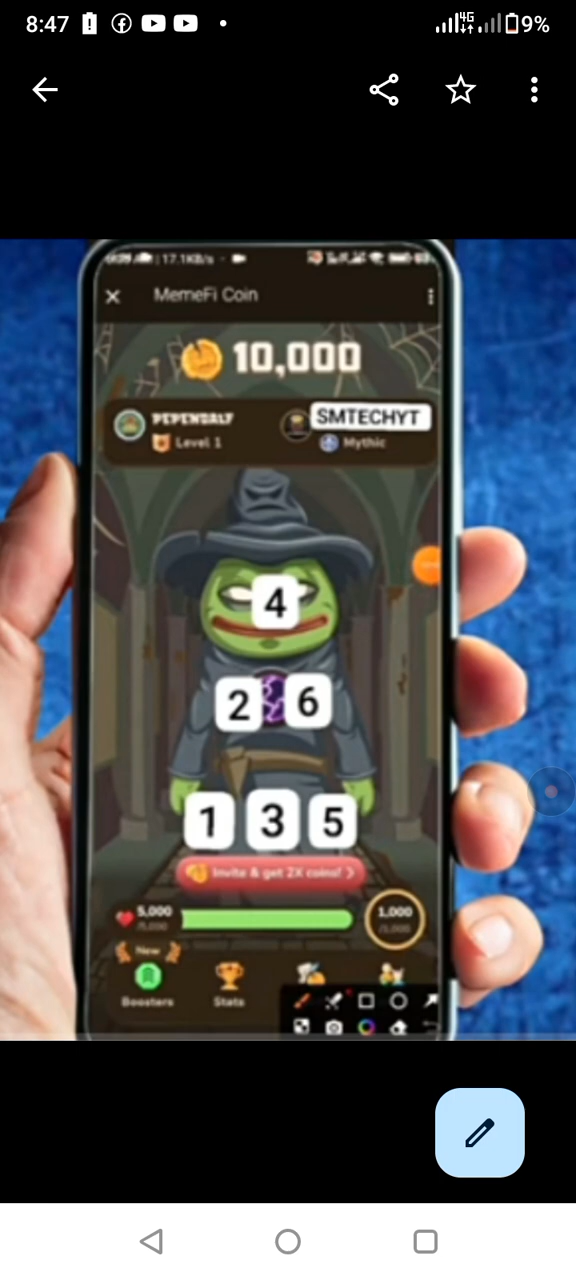 8:47
4G
9%
17.1KB/s
MemeFi Coin
10,000
SMTECHYT
Level 1
Mythic
4
2 6
1 3 5
Invite & get 2X coins!
5,000
1,000
New
Boosters
Stats